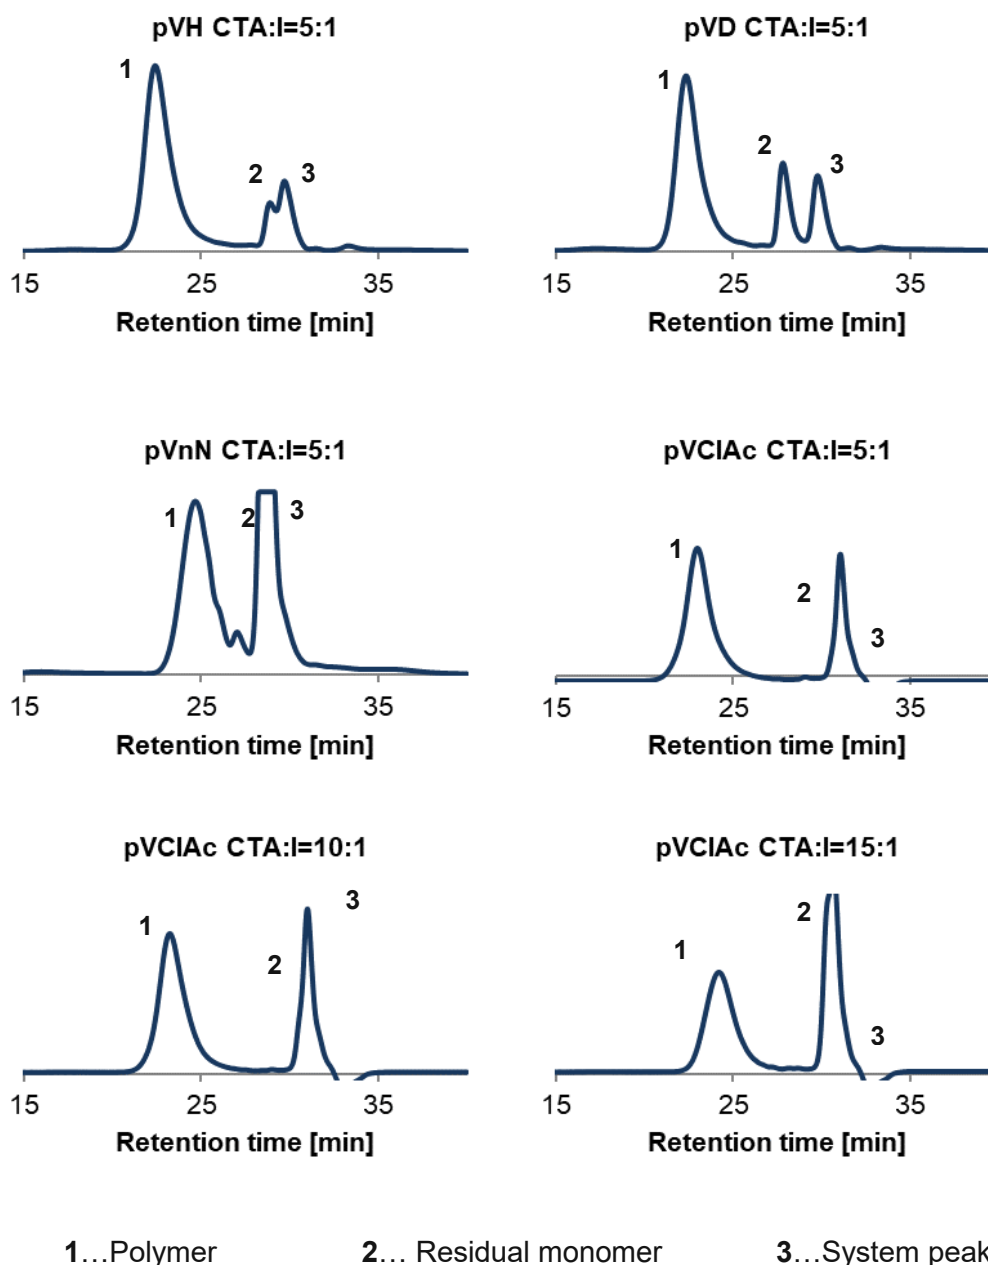 pVH CTA:I=5:1
1
2
3
15
25
35
Retention time [min]
pVD CTA:I=5:1
1
2
3
15
25
35
Retention time [min]
pVnN CTA:I=5:1
1
2
3
15
25
35
Retention time [min]
pVClAc CTA:I=5:1
1
2
3
15
25
35
Retention time [min]
pVClAc CTA:I=10:1
1
2
3
15
25
35
Retention time [min]
pVClAc CTA:I=15:1
1
2
3
15
25
35
Retention time [min]
1...Polymer 2... Residual monomer 3...System peak